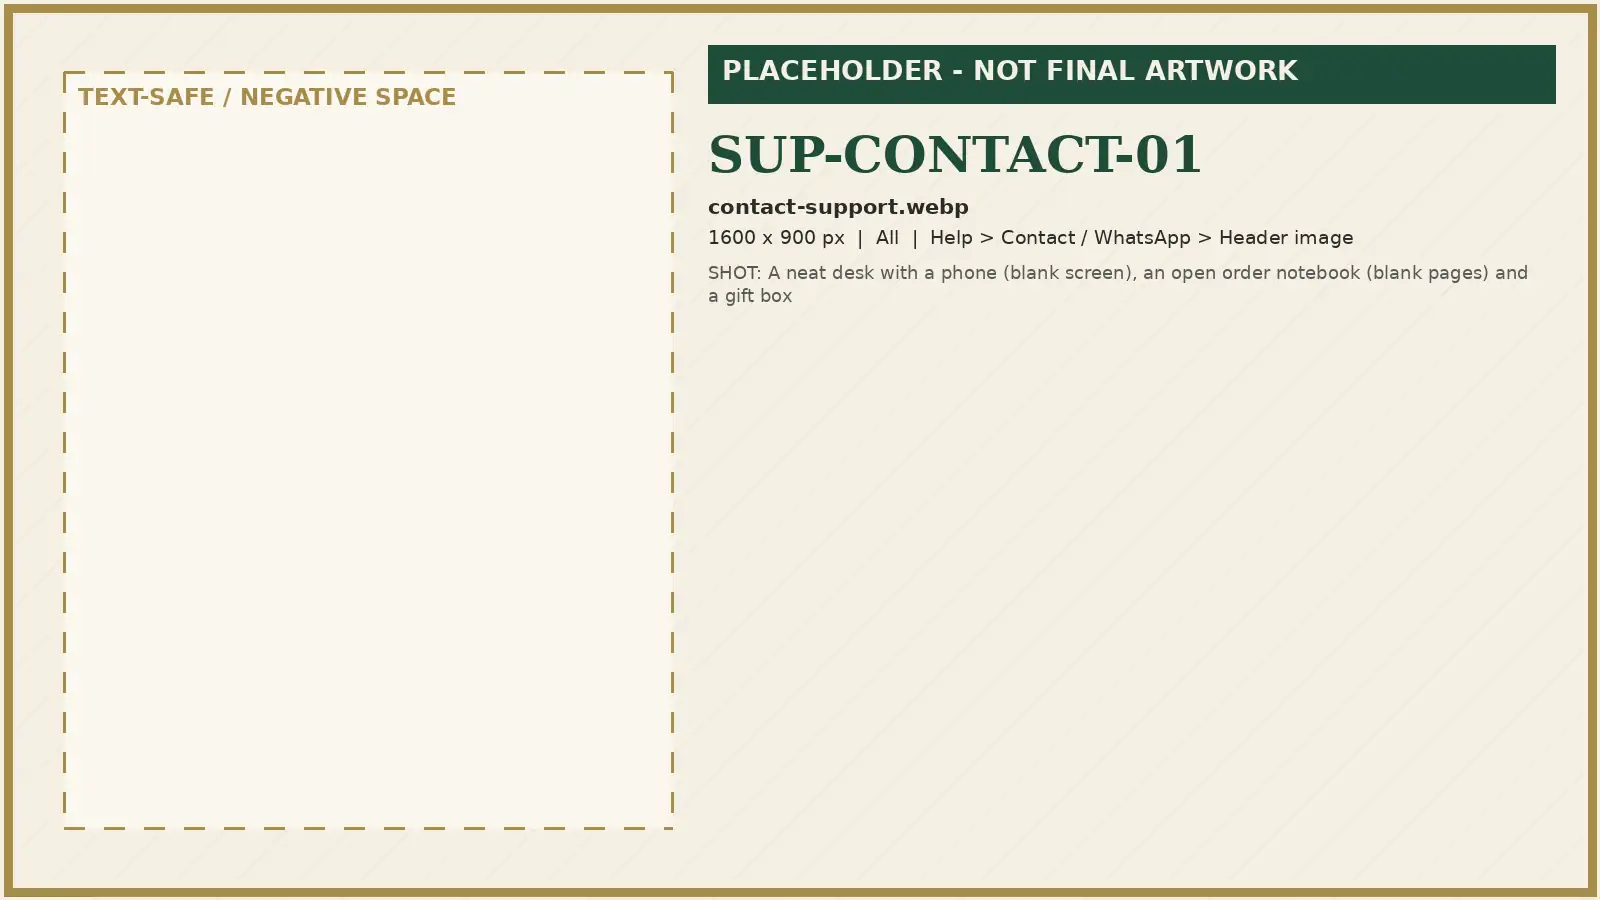 TEXT-SAFE / NEGATIVE SPACE
PLACEHOLDER - NOT FINAL ARTWORK
SUP-CONTACT-01
contact-support.webp
1600 x 900 px | All | Help > Contact / WhatsApp > Header image
SHOT: A neat desk with a phone (blank screen), an open order notebook (blank pages) and
a gift box